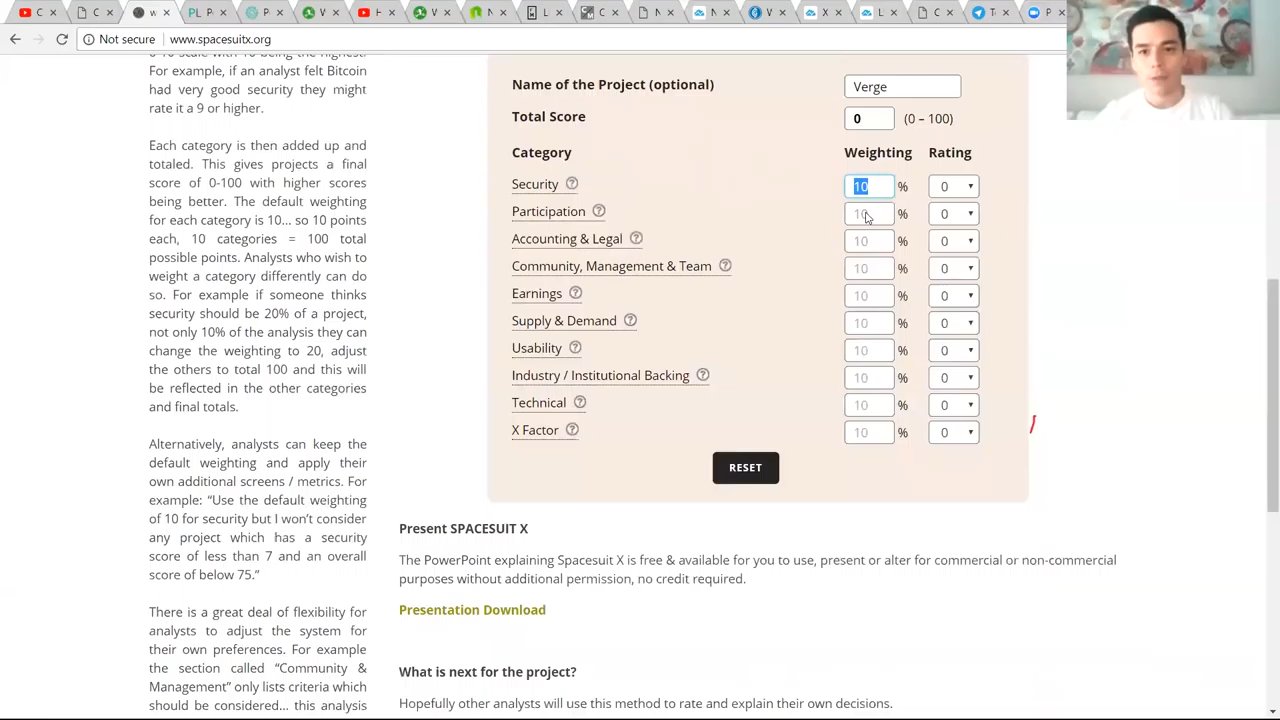 Not secure
www.spacesuitx.org
0-10 scale with 10 being the highest.
For example, if an analyst felt Bitcoin
had very good security they might
rate it a 9 or higher.
Each category is then added up and
totaled. This gives projects a final
score of 0-100 with higher scores
being better. The default weighting
for each category is 10... so 10 points
each, 10 categories = 100 total
possible points. Analysts who wish to
weight a category differently can do
so. For example if someone thinks
security should be 20% of a project,
not only 10% of the analysis they can
change the weighting to 20, adjust
the others to total 100 and this will
be reflected in the other categories
and final totals.
Alternatively, analysts can keep the
default weighting and apply their
own additional screens / metrics. For
example: “Use the default weighting
of 10 for security but I won’t consider
any project which has a security
score of less than 7 and an overall
score of below 75.”
There is a great deal of flexibility for
analysts to adjust the system for
their own preferences. For example
the section called “Community &
Management” only lists criteria which
should be considered... this analysis
Name of the Project (optional) Verge
Total Score 0 (0 – 100)
Category Weighting Rating
Security 10 % 0
Participation 10 % 0
Accounting & Legal 10 % 0
Community, Management & Team 10 % 0
Earnings 10 % 0
Supply & Demand 10 % 0
Usability 10 % 0
Industry / Institutional Backing 10 % 0
Technical 10 % 0
X Factor 10 % 0
RESET
Present SPACESUIT X
The PowerPoint explaining Spacesuit X is free & available for you to use, present or alter for commercial or non-commercial
purposes without additional permission, no credit required.
Presentation Download
What is next for the project?
Hopefully other analysts will use this method to rate and explain their own decisions.